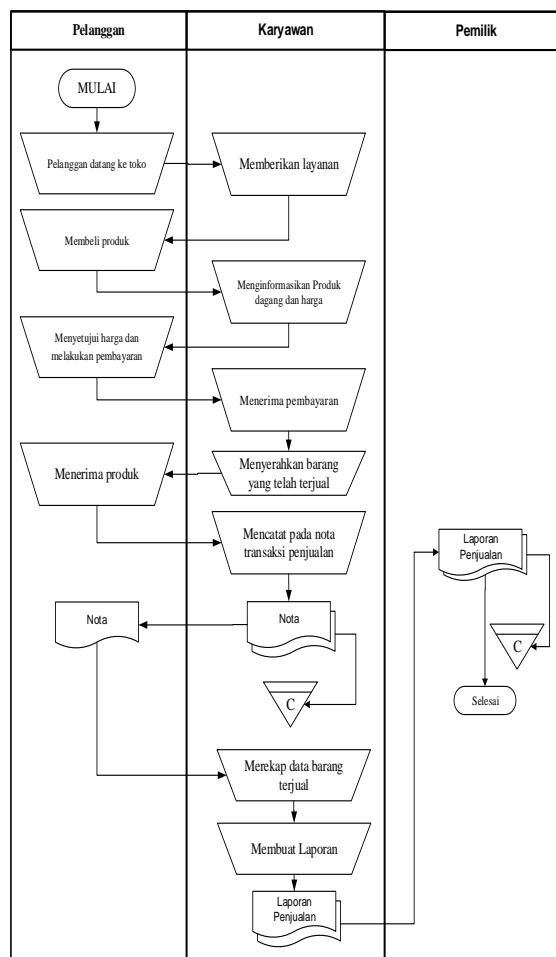 Pelanggan
Karyawan
Pemilik
MULAI
Pelanggan datang ke toko
Memberikan layanan
Membeli produk
Menginformasikan Produk
dagang dan harga
Menyetujui harga dan
melakukan pembayaran
Menerima pembayaran
Menyerahkan barang
yang telah terjual
Menerima produk
Mencatat pada nota
transaksi penjualan
Nota
Nota
C
Merekap data barang
terjual
Membuat Laporan
Laporan
Penjualan
Laporan
Penjualan
C
Selesai